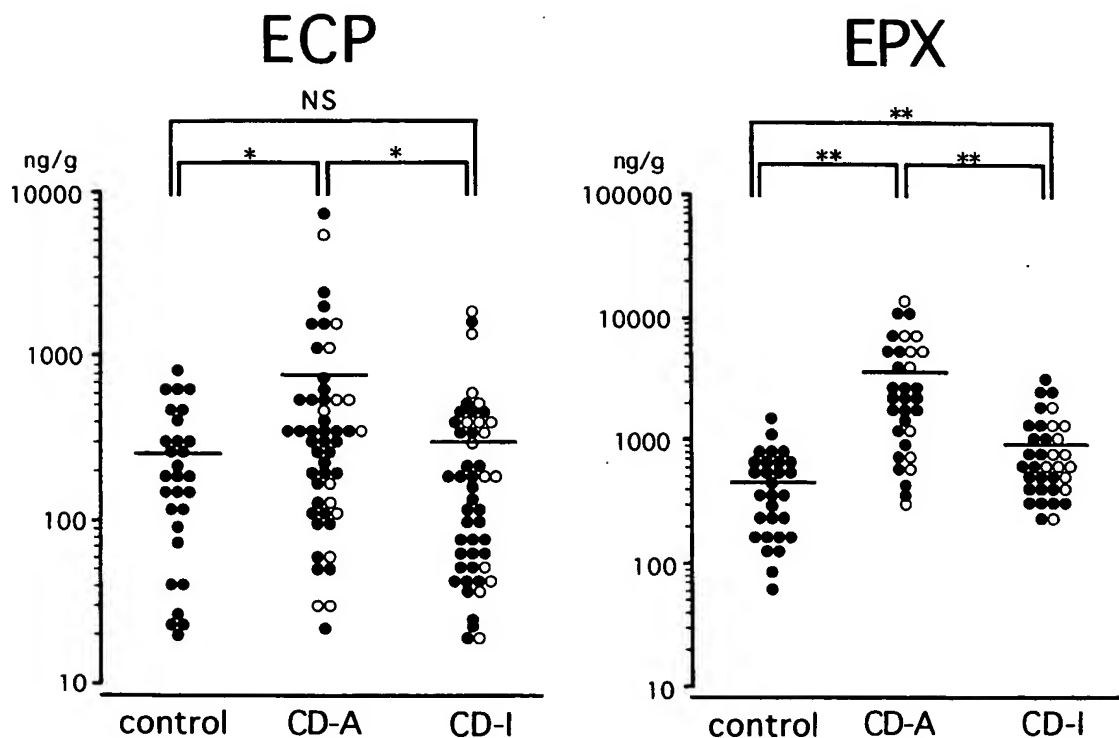 ECP
NS
*
*
ng/g
10000
1000
100
10
control
CD-A
CD-I
EPX
**
**
**
ng/g
100000
10000
1000
100
10
control
CD-A
CD-I